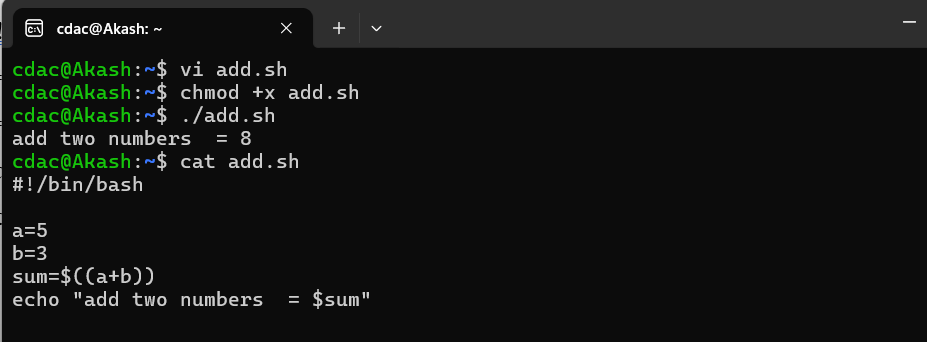 cdac@Akash: ~
cdac@Akash:~$ vi add.sh
cdac@Akash:~$ chmod +x add.sh
cdac@Akash:~$ ./add.sh
add two numbers  = 8
cdac@Akash:~$ cat add.sh
#!/bin/bash

a=5
b=3
sum=$((a+b))
echo "add two numbers  = $sum"